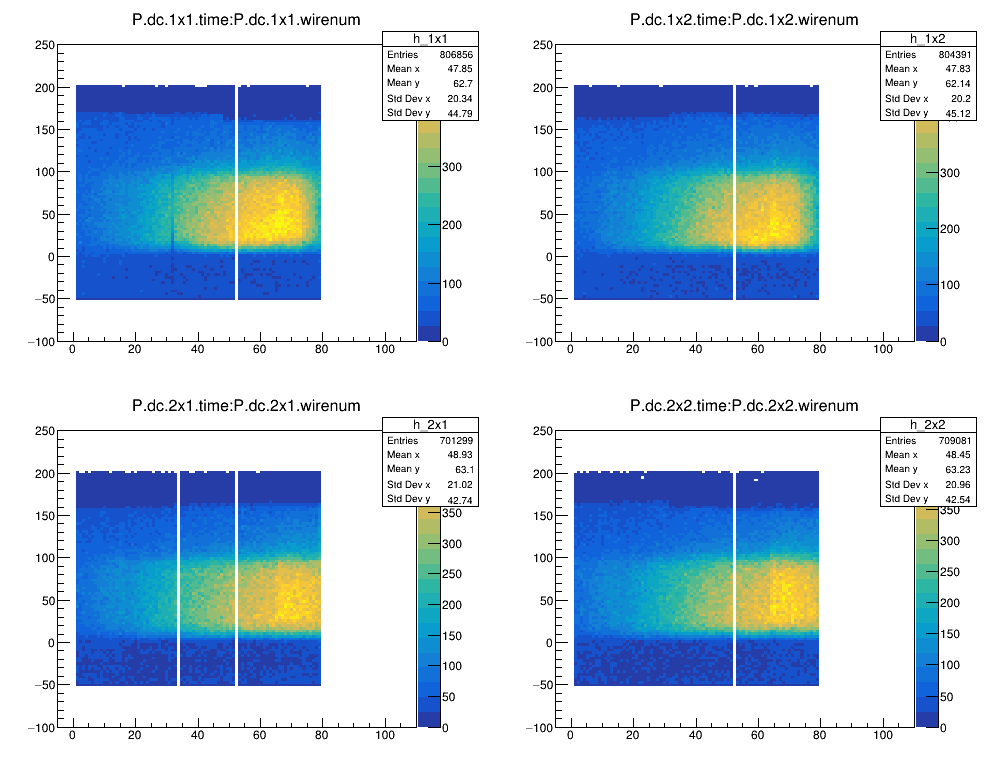 P.dc.1x1.time:P.dc.1x1.wirenum
h_1x1
Entries 806856
Mean x 47.85
Mean y 62.7
Std Dev x 20.34
Std Dev y 44.79
250
200
150
100
50
0
−50
−100
0 20 40 60 80 100
300
200
100
0
P.dc.1x2.time:P.dc.1x2.wirenum
h_1x2
Entries 804391
Mean x 47.83
Mean y 62.14
Std Dev x 20.2
Std Dev y 45.12
250
200
150
100
50
0
−50
−100
0 20 40 60 80 100
300
200
100
0
P.dc.2x1.time:P.dc.2x1.wirenum
h_2x1
Entries 701299
Mean x 48.93
Mean y 63.1
Std Dev x 21.02
Std Dev y 42.74
250
200
150
100
50
0
−50
−100
0 20 40 60 80 100
350
300
250
200
150
100
50
0
P.dc.2x2.time:P.dc.2x2.wirenum
h_2x2
Entries 709081
Mean x 48.45
Mean y 63.23
Std Dev x 20.96
Std Dev y 42.54
250
200
150
100
50
0
−50
−100
0 20 40 60 80 100
350
300
250
200
150
100
50
0